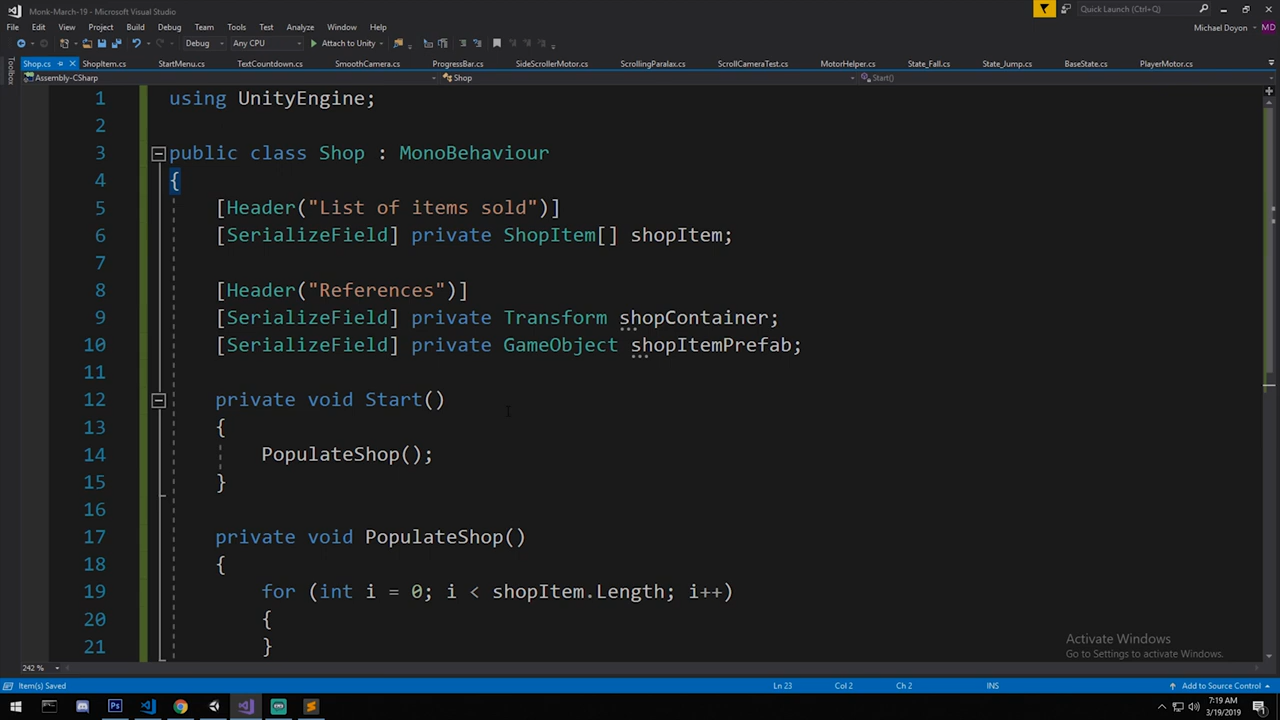 Monk-March-19 - Microsoft Visual Studio
Quick Launch (Ctrl+Q)
File Edit View Project Build Debug Team Tools Test Analyze Window Help
Michael Doyon MD
Debug Any CPU Attach to Unity
Toolbox
Shop.cs ShopItem.cs StartMenu.cs TextCountdown.cs SmoothCamera.cs ProgressBar.cs SideScrollerMotor.cs ScrollingParalax.cs ScrollCameraTest.cs MotorHelper.cs State_Fall.cs State_Jump.cs BaseState.cs PlayerMotor.cs
Assembly-CSharp Shop Start()
1 using UnityEngine;
2
3 public class Shop : MonoBehaviour
4 {
5 [Header("List of items sold")]
6 [SerializeField] private ShopItem[] shopItem;
7
8 [Header("References")]
9 [SerializeField] private Transform shopContainer;
10 [SerializeField] private GameObject shopItemPrefab;
11
12 private void Start()
13 {
14 PopulateShop();
15 }
16
17 private void PopulateShop()
18 {
19 for (int i = 0; i < shopItem.Length; i++)
20 {
21 }
Activate Windows
Go to Settings to activate Windows.
242 %
Item(s) Saved Ln 23 Col 2 Ch 2 INS Add to Source Control
7:19 AM
3/19/2019